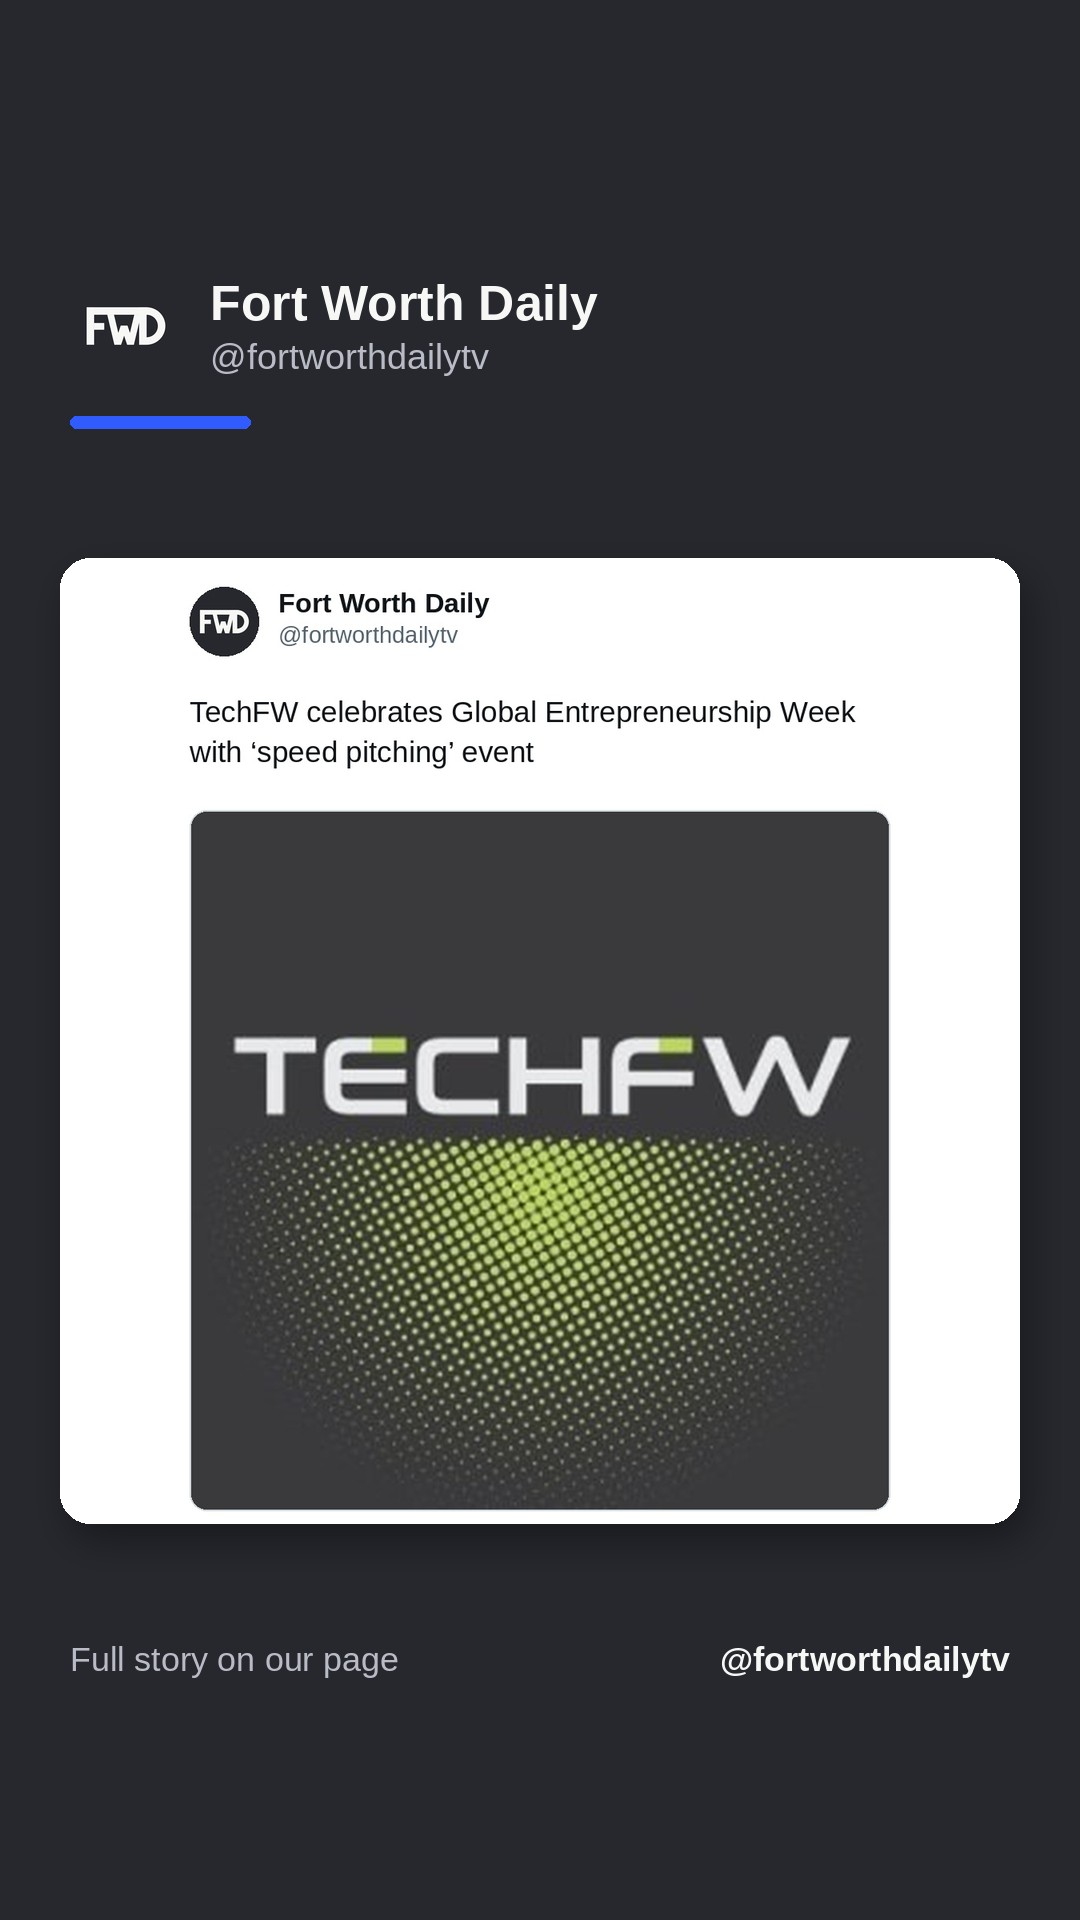 FWD
Fort Worth Daily
@fortworthdailytv
FWD
Fort Worth Daily
@fortworthdailytv
TechFW celebrates Global Entrepreneurship Week
with ‘speed pitching’ event
TECHFW
Full story on our page
@fortworthdailytv